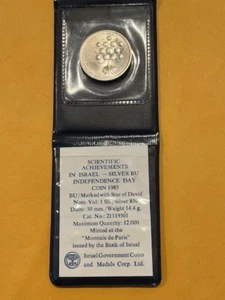 SCIENTIFIC
ACHIEVEMENTS
IN ISRAEL — SILVER BU
INDEPENDENCE DAY
COIN 1985
BU/Marked with Star of David
Nom. Val: 1 Sh., Silver 850
Diam: 30 mm./Weight 14.4 g.
Cat. No.: 21119301
Maximum Quantity: 12,000
Minted at the
"Monnaie de Paris"
issued by the Bank of Israel
Israel Government Coins
and Medals Corp. Ltd.